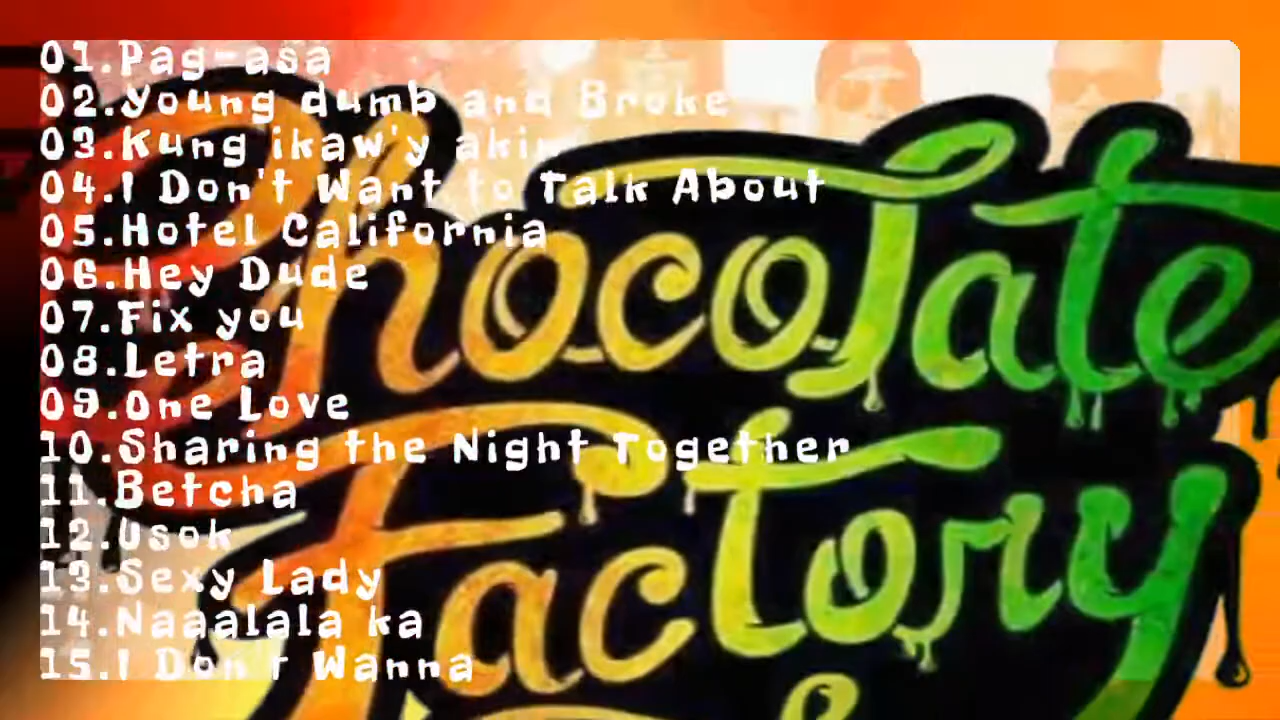 01.Pag-asa
02.Young dumb and Broke
03.Kung ikaw'y akin
04.I Don't Want to Talk About
05.Hotel California
06.Hey Dude
07.Fix you
08.Letra
09.One Love
10.Sharing the Night Together
11.Betcha
12.Usok
13.Sexy Lady
14.Naaalala ka
15.I Don't Wanna
Chocolate
Factory